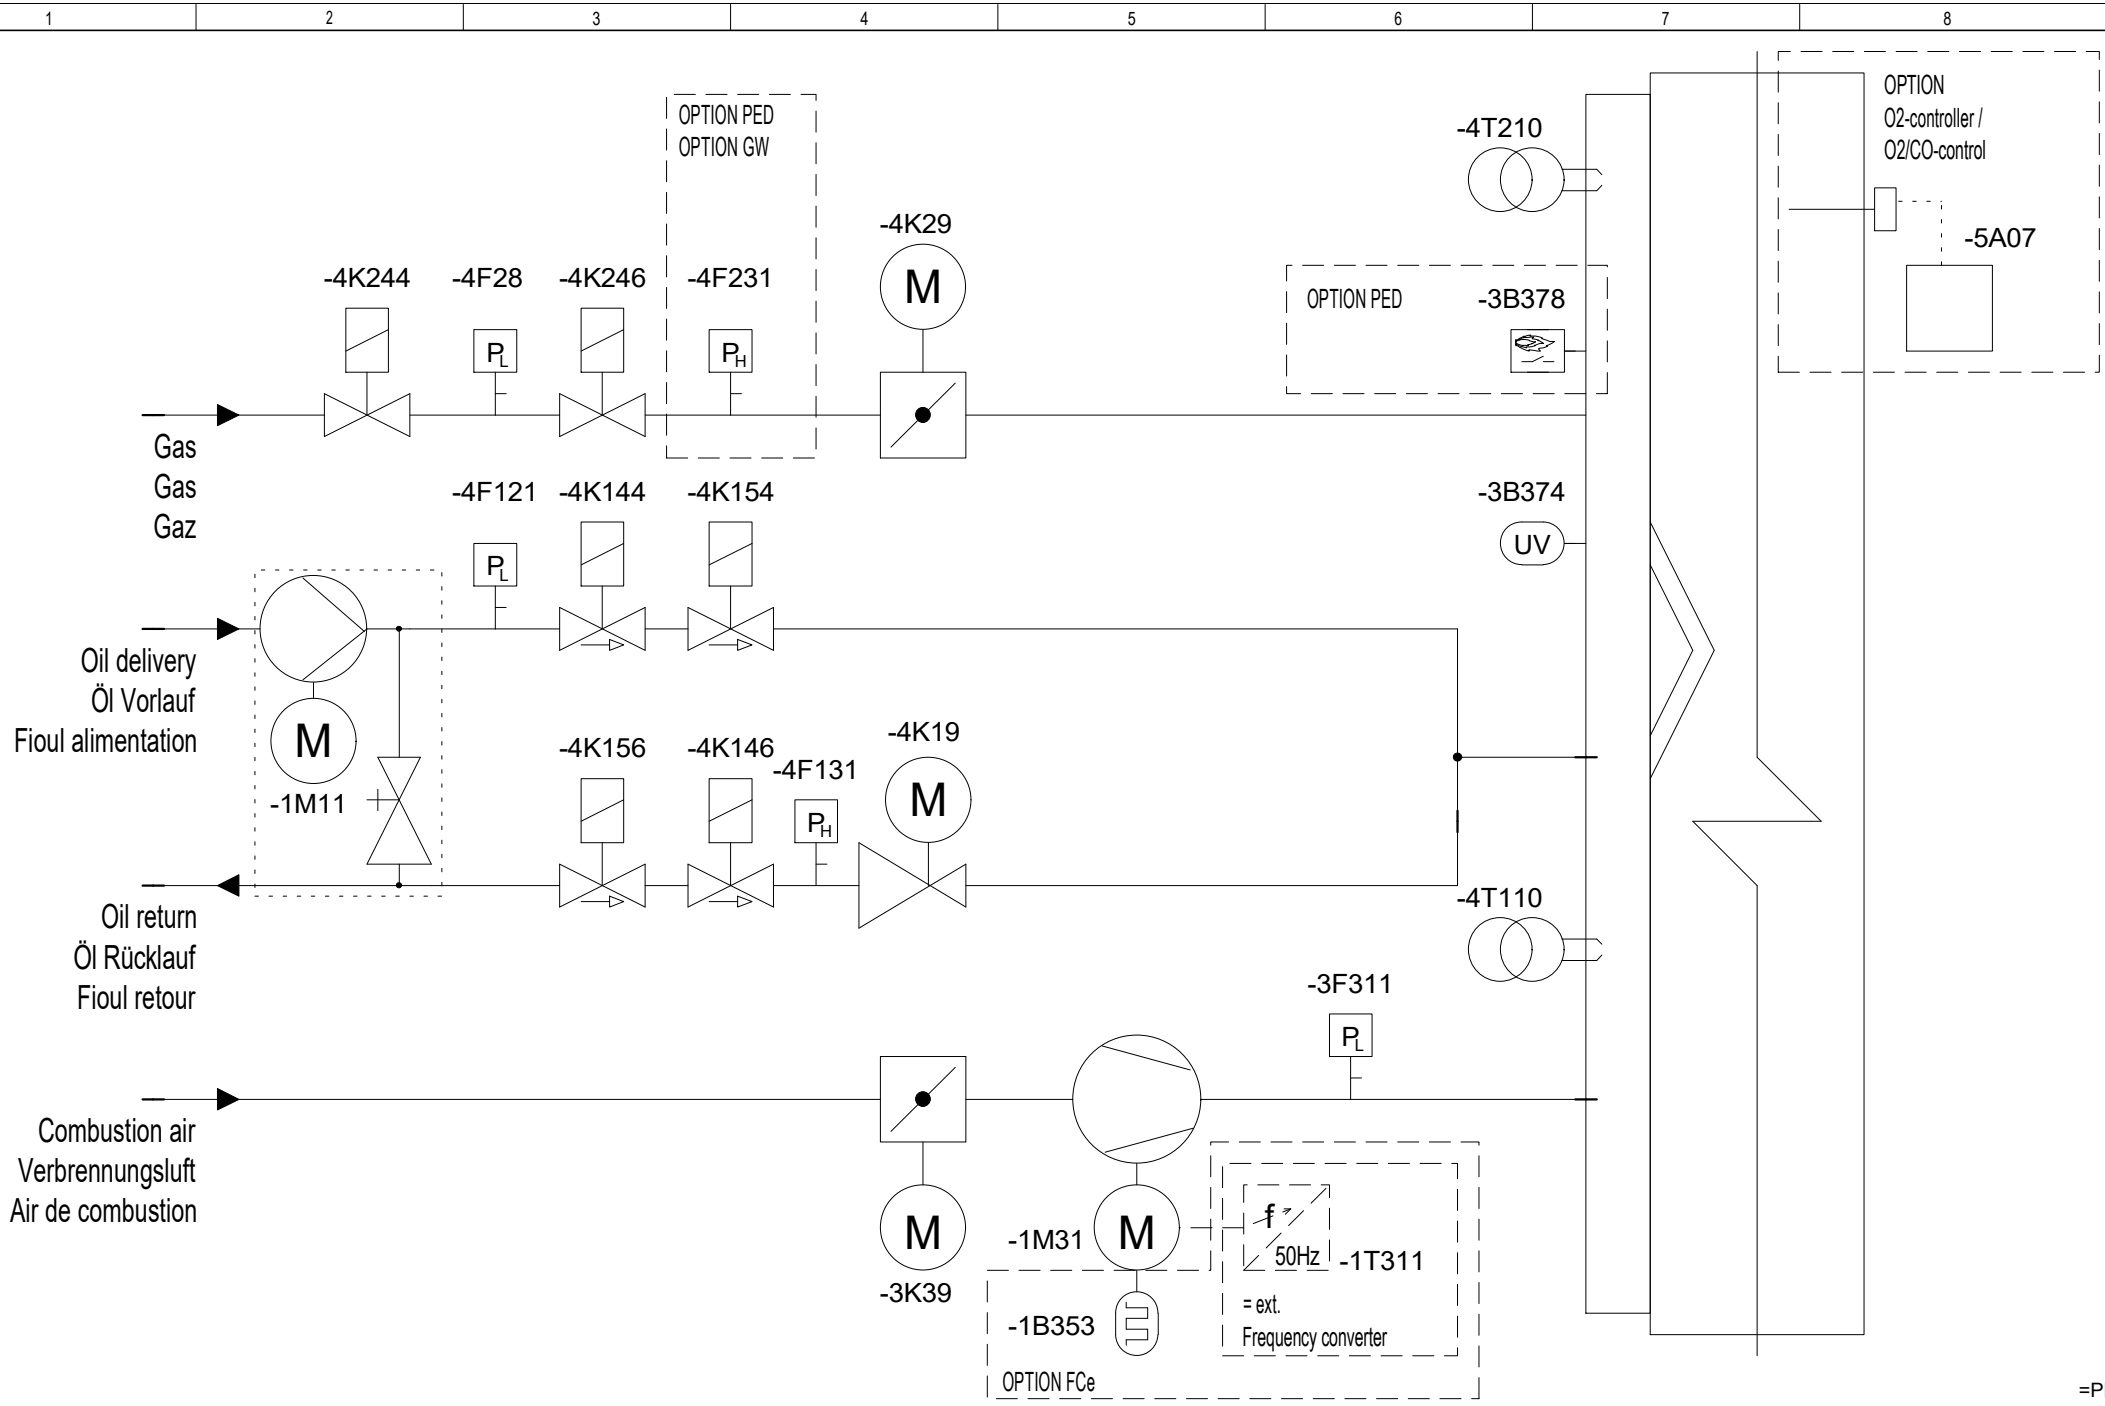 1 2 3 4 5 6 7 8
OPTION PED
OPTION GW
-4T210
OPTION
O2-controller /
O2/CO-control
-4K29
-5A07
-4K244 -4F28 -4K246 -4F231
M
OPTION PED -3B378
PL
PH
Gas
Gas
Gaz
-4F121 -4K144 -4K154
-3B374
UV
PL
Oil delivery
Öl Vorlauf
Fioul alimentation
M
-1M11
-4K156 -4K146 -4F131 -4K19
M
PH
Oil return
Öl Rücklauf
Fioul retour
-4T110
-3F311
PL
Combustion air
Verbrennungsluft
Air de combustion
M
-3K39
-1M31 M
f
50Hz
-1T311
= ext.
Frequency converter
-1B353
OPTION FCe